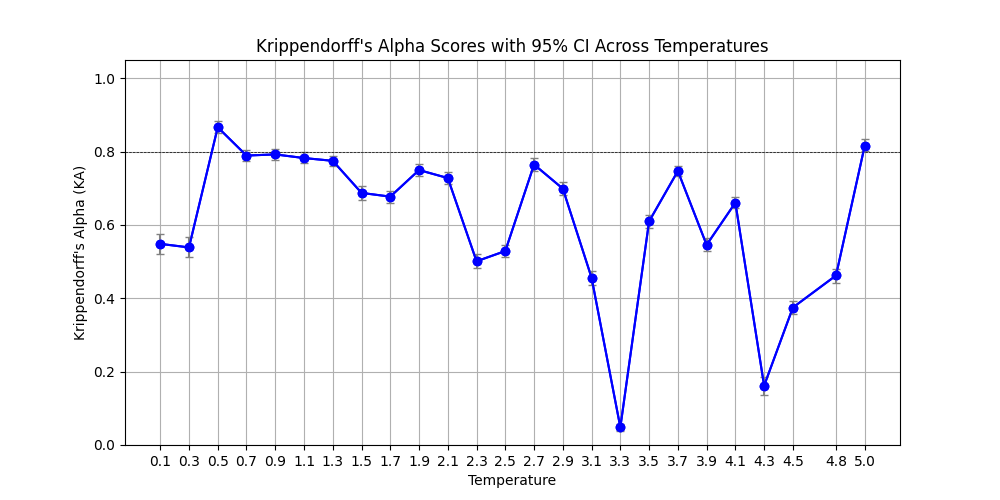 Krippendorff's Alpha Scores with 95% CI Across Temperatures
Krippendorff's Alpha (KA)
1.0
0.8
0.6
0.4
0.2
0.0
0.1 0.3 0.5 0.7 0.9 1.1 1.3 1.5 1.7 1.9 2.1 2.3 2.5 2.7 2.9 3.1 3.3 3.5 3.7 3.9 4.1 4.3 4.5 4.8 5.0
Temperature